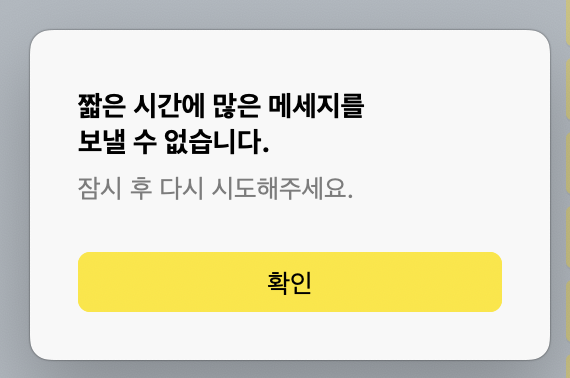 짧은 시간에 많은 메세지를
보낼 수 없습니다.
잠시 후 다시 시도해주세요.
확인